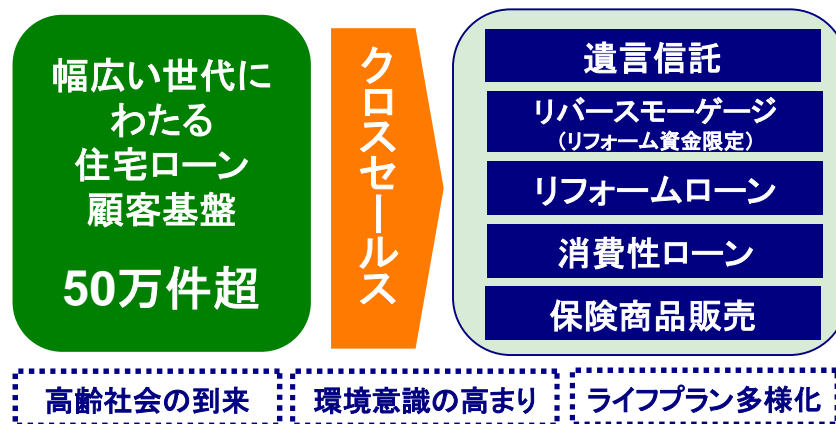 幅広い世代に
わたる
住宅ローン
顧客基盤
50万件超
クロスセールス
遺言信託
リバースモーゲージ
(リフォーム資金限定)
リフォームローン
消費性ローン
保険商品販売
高齢社会の到来
環境意識の高まり
ライフプラン多様化